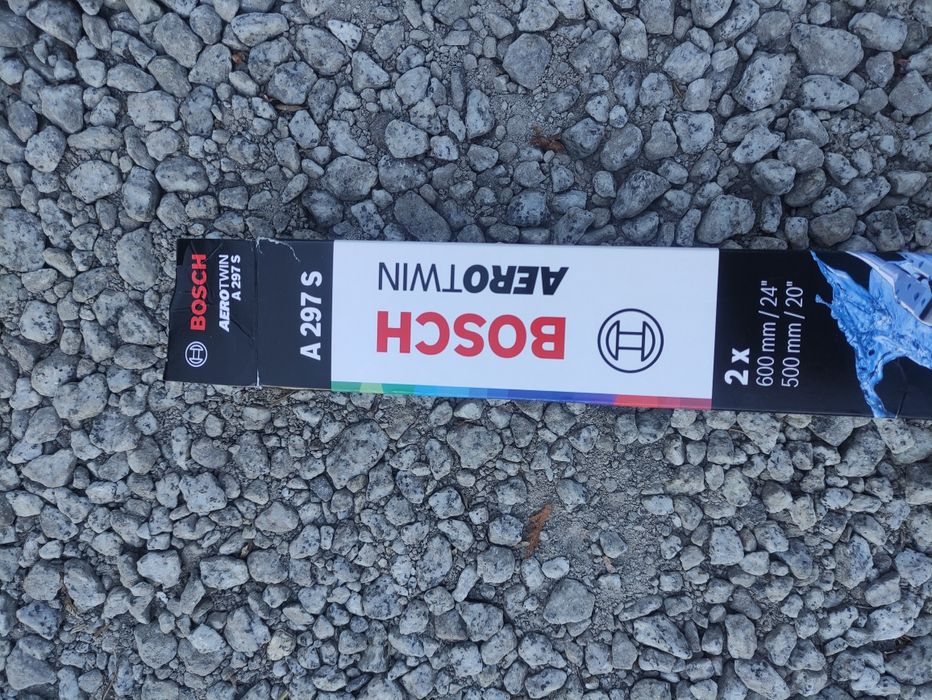 BOSCH
AEROTWIN
A 297 S
A 297 S
BOSCH
AEROTWIN
2 x
600 mm / 24"
500 mm / 20"